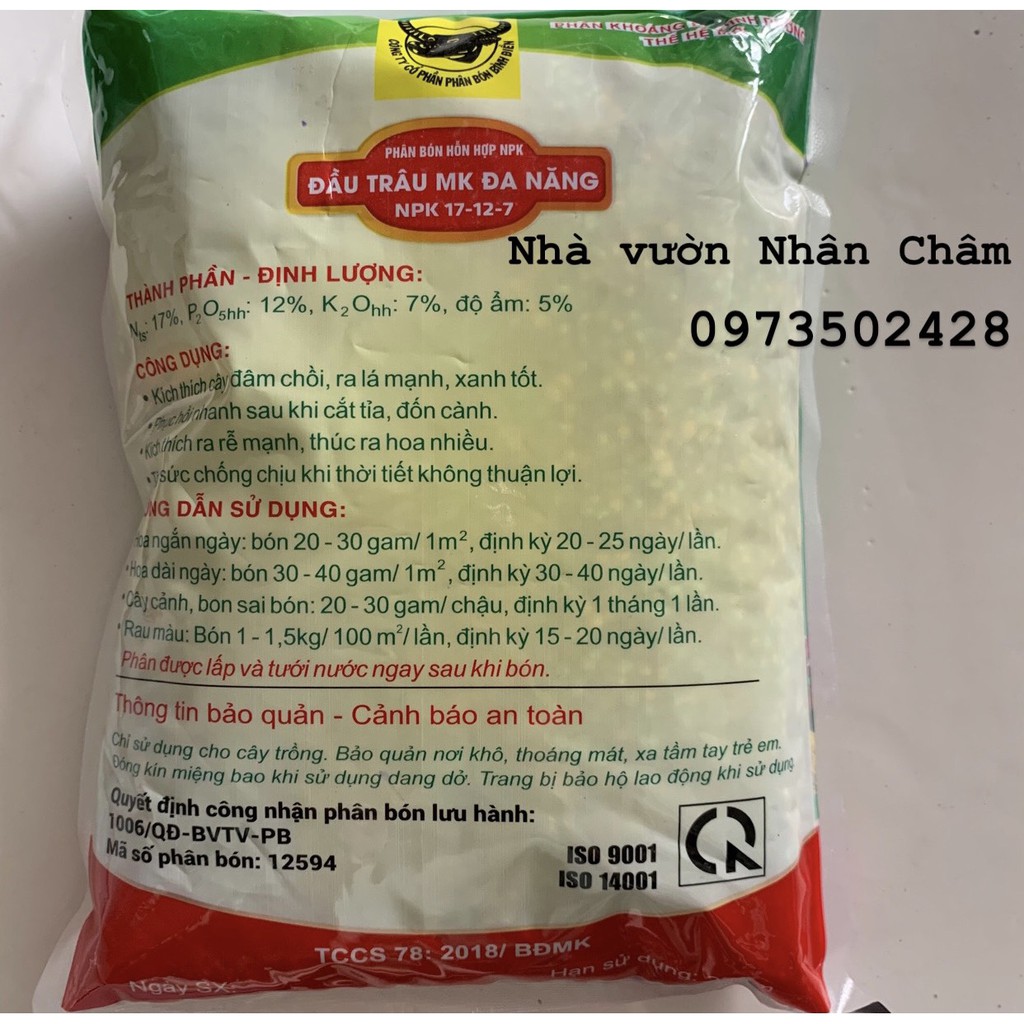 CÔNG TY CỔ PHẦN PHÂN BÓN BÌNH ĐIỀN
PHÂN KHOÁNG
THẾ HỆ
PHÂN BÓN HỖN HỢP NPK
ĐẦU TRÂU MK ĐA NĂNG
NPK 17-12-7
Nhà vườn Nhân Châm
0973502428
THÀNH PHẦN - ĐỊNH LƯỢNG:
Nts: 17%, P2O5hh: 12%, K2Ohh: 7%, độ ẩm: 5%
CÔNG DỤNG:
• Kích thích cây đâm chồi, ra lá mạnh, xanh tốt.
• Phục hồi nhanh sau khi cắt tỉa, đốn cành.
• Kích thích ra rễ mạnh, thúc ra hoa nhiều.
sức chống chịu khi thời tiết không thuận lợi.
DẪN SỬ DỤNG:
ngắn ngày: bón 20 - 30 gam/ 1m², định kỳ 20 - 25 ngày/ lần.
• Hoa dài ngày: bón 30 - 40 gam/ 1m², định kỳ 30 - 40 ngày/ lần.
• Cây cảnh, bon sai bón: 20 - 30 gam/ chậu, định kỳ 1 tháng 1 lần.
• Rau màu: Bón 1 - 1,5kg/ 100 m²/ lần, định kỳ 15 - 20 ngày/ lần.
Phân được lấp và tưới nước ngay sau khi bón.
Thông tin bảo quản - Cảnh báo an toàn
Chỉ sử dụng cho cây trồng. Bảo quản nơi khô, thoáng mát, xa tầm tay trẻ em.
Đóng kín miệng bao khi sử dụng dang dở. Trang bị bảo hộ lao động khi sử dụng
Quyết định công nhận phân bón lưu hành:
1006/QĐ-BVTV-PB
Mã số phân bón: 12594
ISO 9001
ISO 14001
TCCS 78: 2018/ BĐMK
Ngày SX:
Hạn sử dụng: